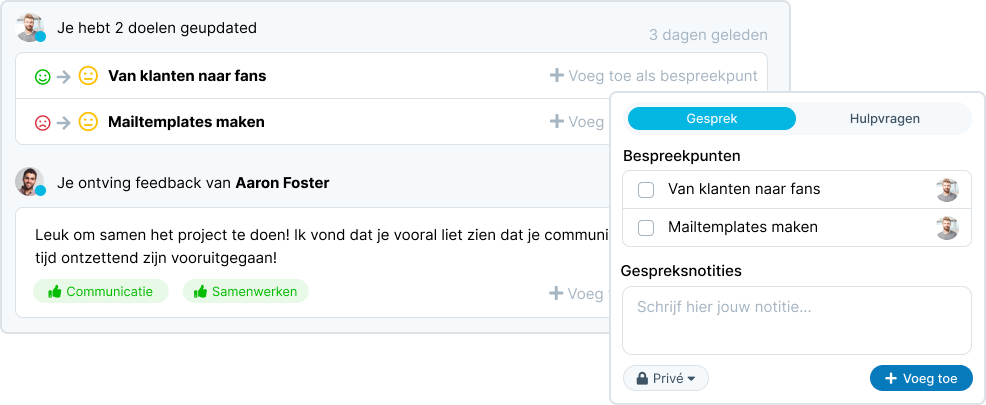 Je hebt 2 doelen geupdated
3 dagen geleden
Van klanten naar fans
Voeg toe als bespreekpunt
Mailtemplates maken
Voeg
Je ontving feedback van Aaron Foster
Leuk om samen het project te doen! Ik vond dat je vooral liet zien dat je communi
tijd ontzettend zijn vooruitgegaan!
Communicatie
Samenwerken
Voeg
Gesprek
Hulpvragen
Bespreekpunten
Van klanten naar fans
Mailtemplates maken
Gespreksnotities
Schrijf hier jouw notitie...
Privé
Voeg toe